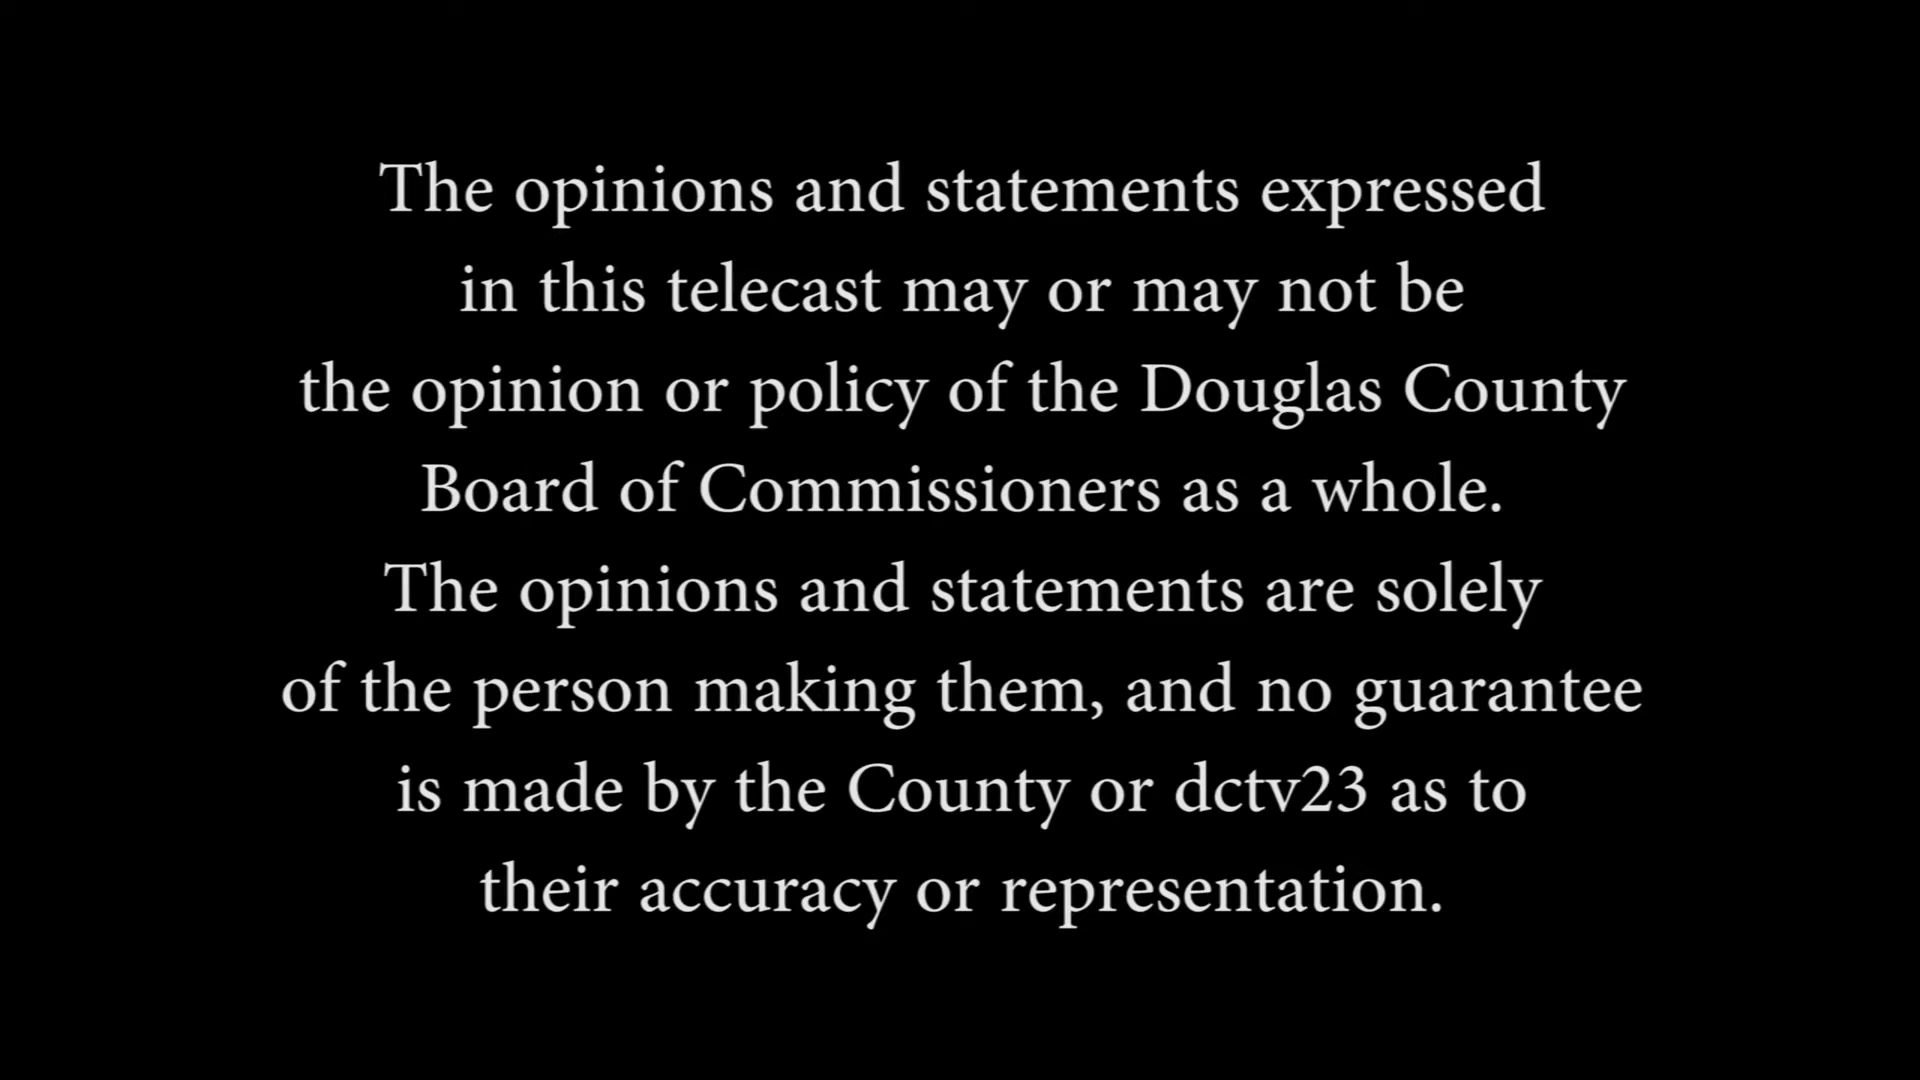 The opinions and statements expressed
in this telecast may or may not be
the opinion or policy of the Douglas County
Board of Commissioners as a whole.
The opinions and statements are solely
of the person making them, and no guarantee
is made by the County or dctv23 as to
their accuracy or representation.